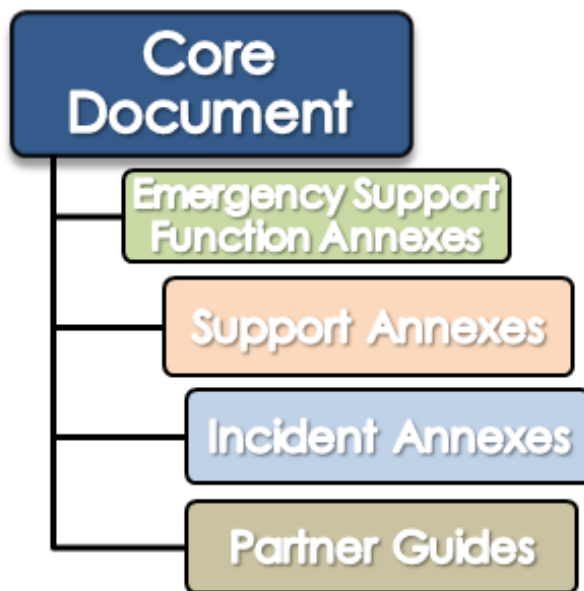 Core
Document
Emergency Support
Function Annexes
Support Annexes
Incident Annexes
Partner Guides